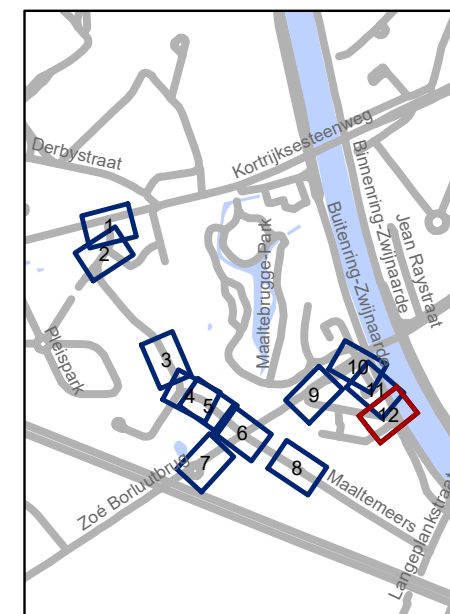 Derbystraat
Kortrijksesteenweg
Binnenring-Zwijnaarde
Jean Raystraat
Buitenring-Zwijnaarde
Maaltebrugge-Park
Pleispark
1
2
3
4
5
6
7
8
9
10
11
12
Zoé Borluutbrug
Maaltemeers
Langeplankstraat